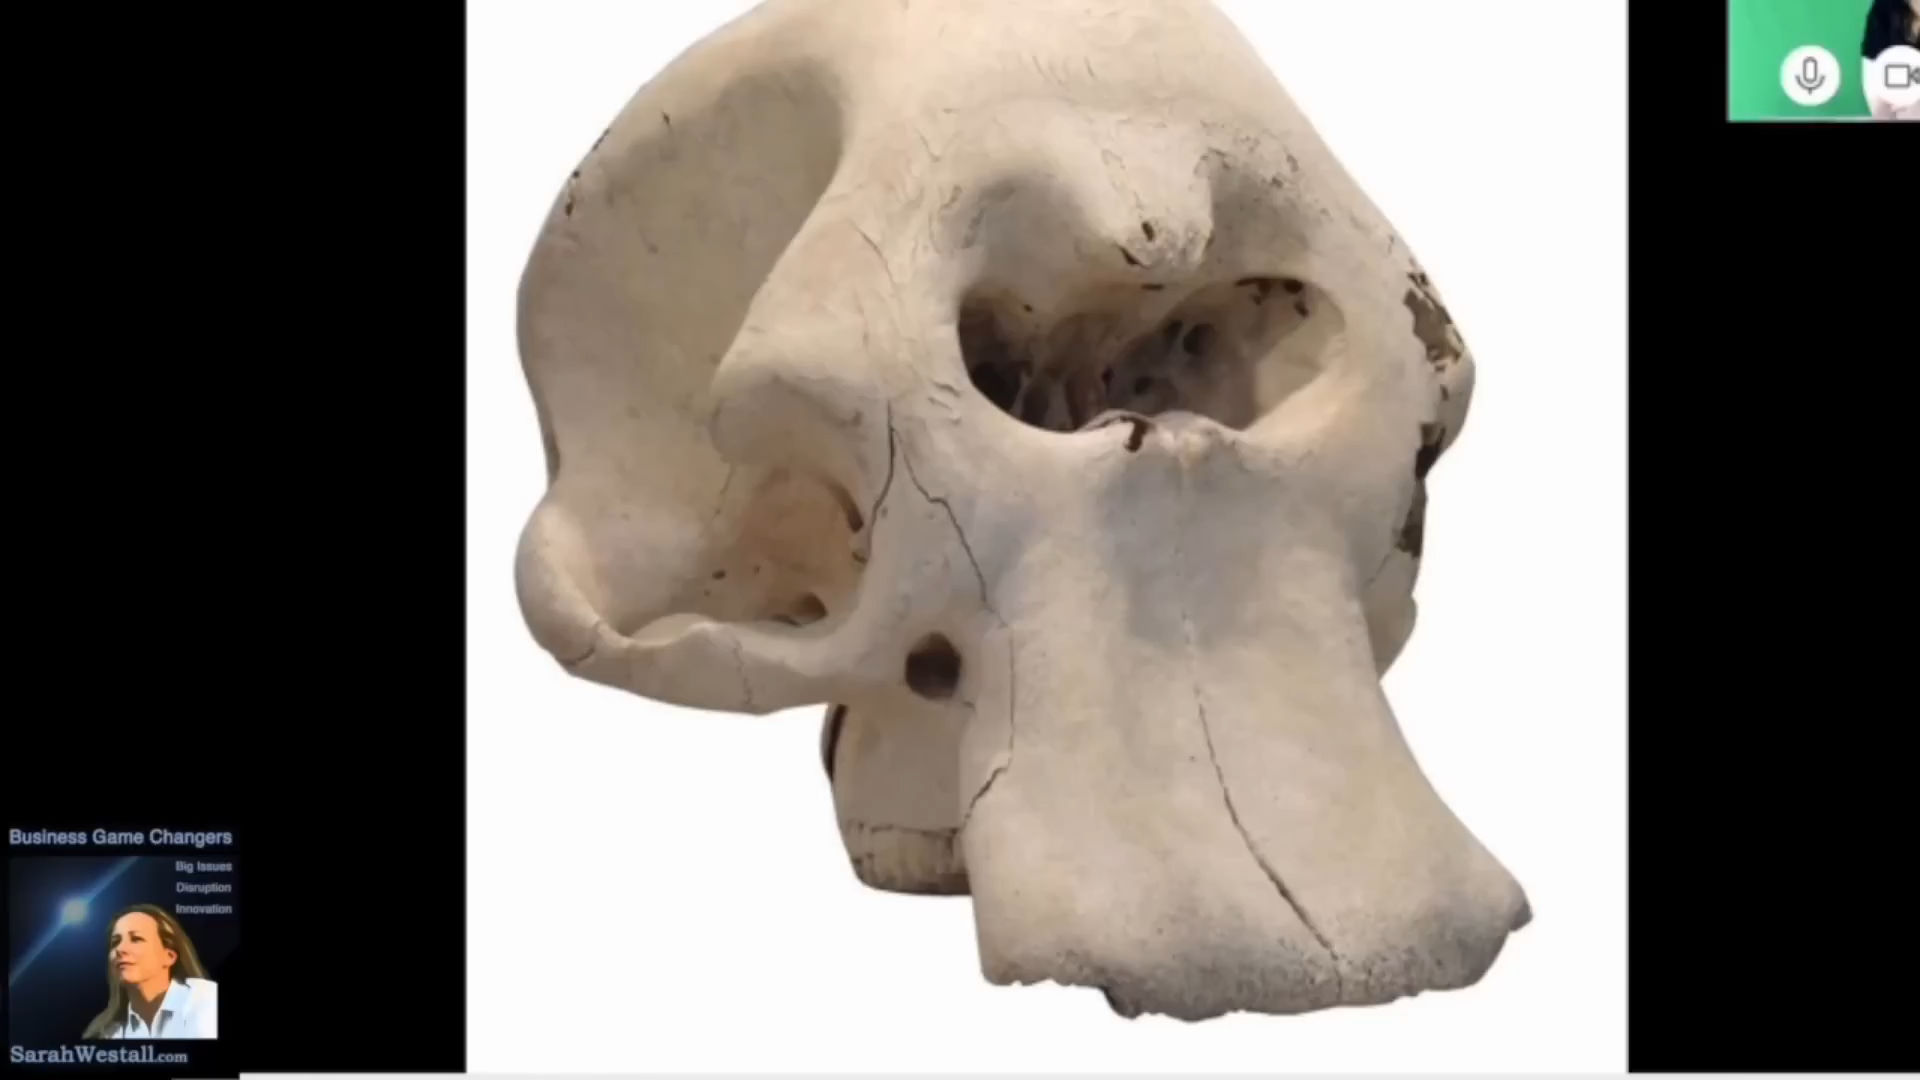 Business Game Changers
Big Issues
Disruption
Innovation
SarahWestall.com